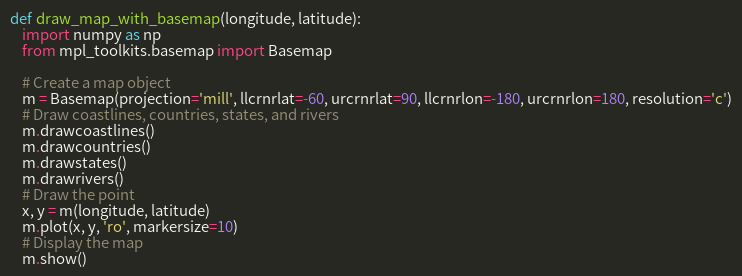 def draw_map_with_basemap(longitude, latitude):
    import numpy as np
    from mpl_toolkits.basemap import Basemap

    # Create a map object
    m = Basemap(projection='mill', llcrnrlat=-60, urcrnrlat=90, llcrnrlon=-180, urcrnrlon=180, resolution='c')
    # Draw coastlines, countries, states, and rivers
    m.drawcoastlines()
    m.drawcountries()
    m.drawstates()
    m.drawrivers()
    # Draw the point
    x, y = m(longitude, latitude)
    m.plot(x, y, 'ro', markersize=10)
    # Display the map
    m.show()